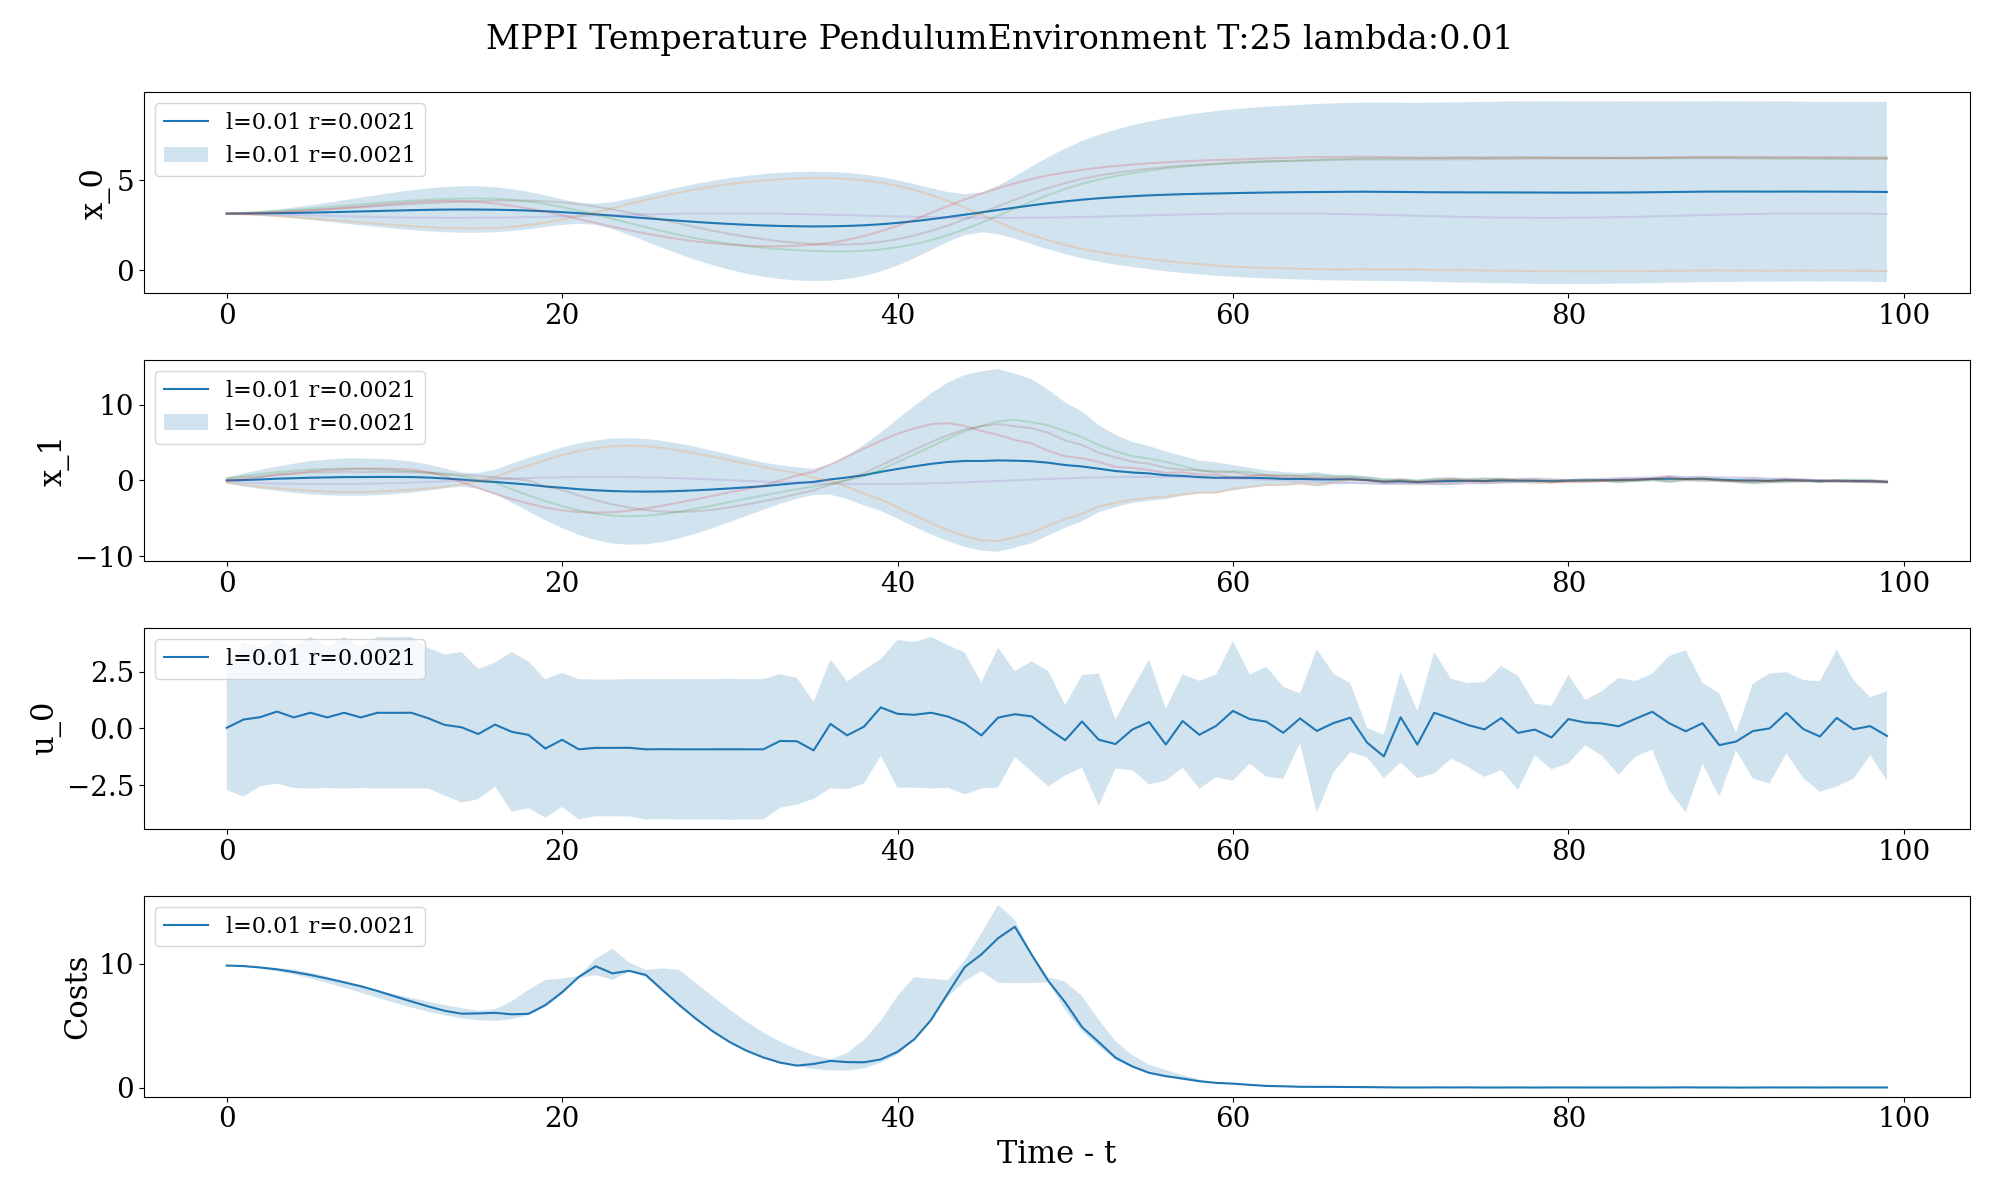 MPPI Temperature PendulumEnvironment T:25 lambda:0.01
l=0.01 r=0.0021
l=0.01 r=0.0021
x_0
5
0
0 20 40 60 80 100
l=0.01 r=0.0021
l=0.01 r=0.0021
x_1
10
0
−10
0 20 40 60 80 100
l=0.01 r=0.0021
u_0
2.5
0.0
−2.5
0 20 40 60 80 100
l=0.01 r=0.0021
Costs
10
0
0 20 40 60 80 100
Time - t